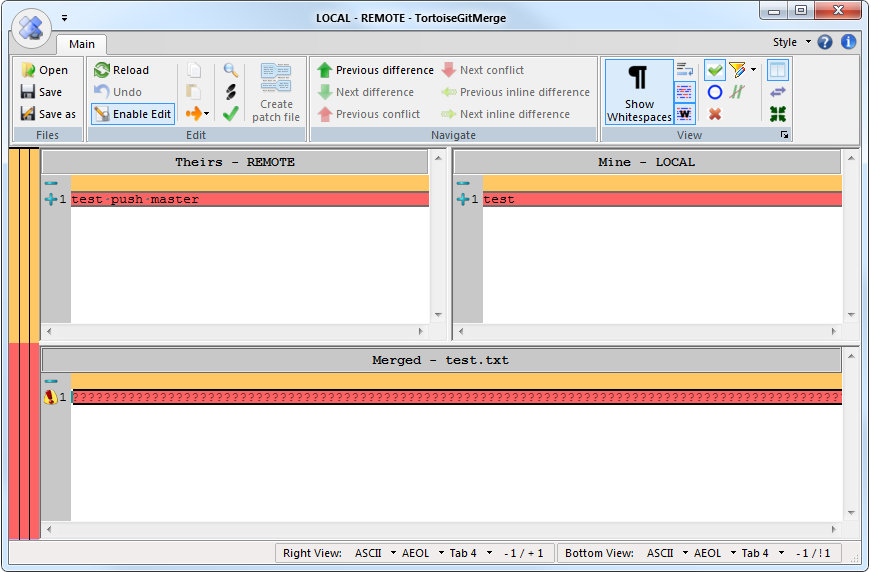 LOCAL - REMOTE - TortoiseGitMerge
Main
Style
Open
Save
Save as
Files
Reload
Undo
Enable Edit
Create
patch file
Edit
Previous difference
Next difference
Previous conflict
Next conflict
Previous inline difference
Next inline difference
Navigate
Show
Whitespaces
View
Theirs - REMOTE
1 test·push·master
Mine - LOCAL
1 test
Merged - test.txt
1 ????????????????????????????????????????????????????????????????????????????????????????????????
Right View: ASCII AEOL Tab 4 -1 / +1
Bottom View: ASCII AEOL Tab 4 -1 / ! 1